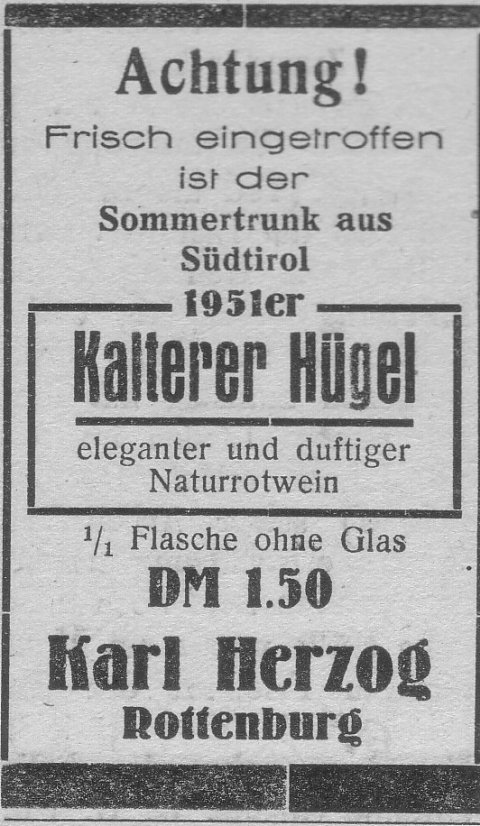 Achtung!
Frisch eingetroffen
ist der
Sommertrunk aus
Südtirol
1951er
Kalterer Hügel
eleganter und duftiger
Naturrotwein
1/1 Flasche ohne Glas
DM 1.50
Karl Herzog
Rottenburg